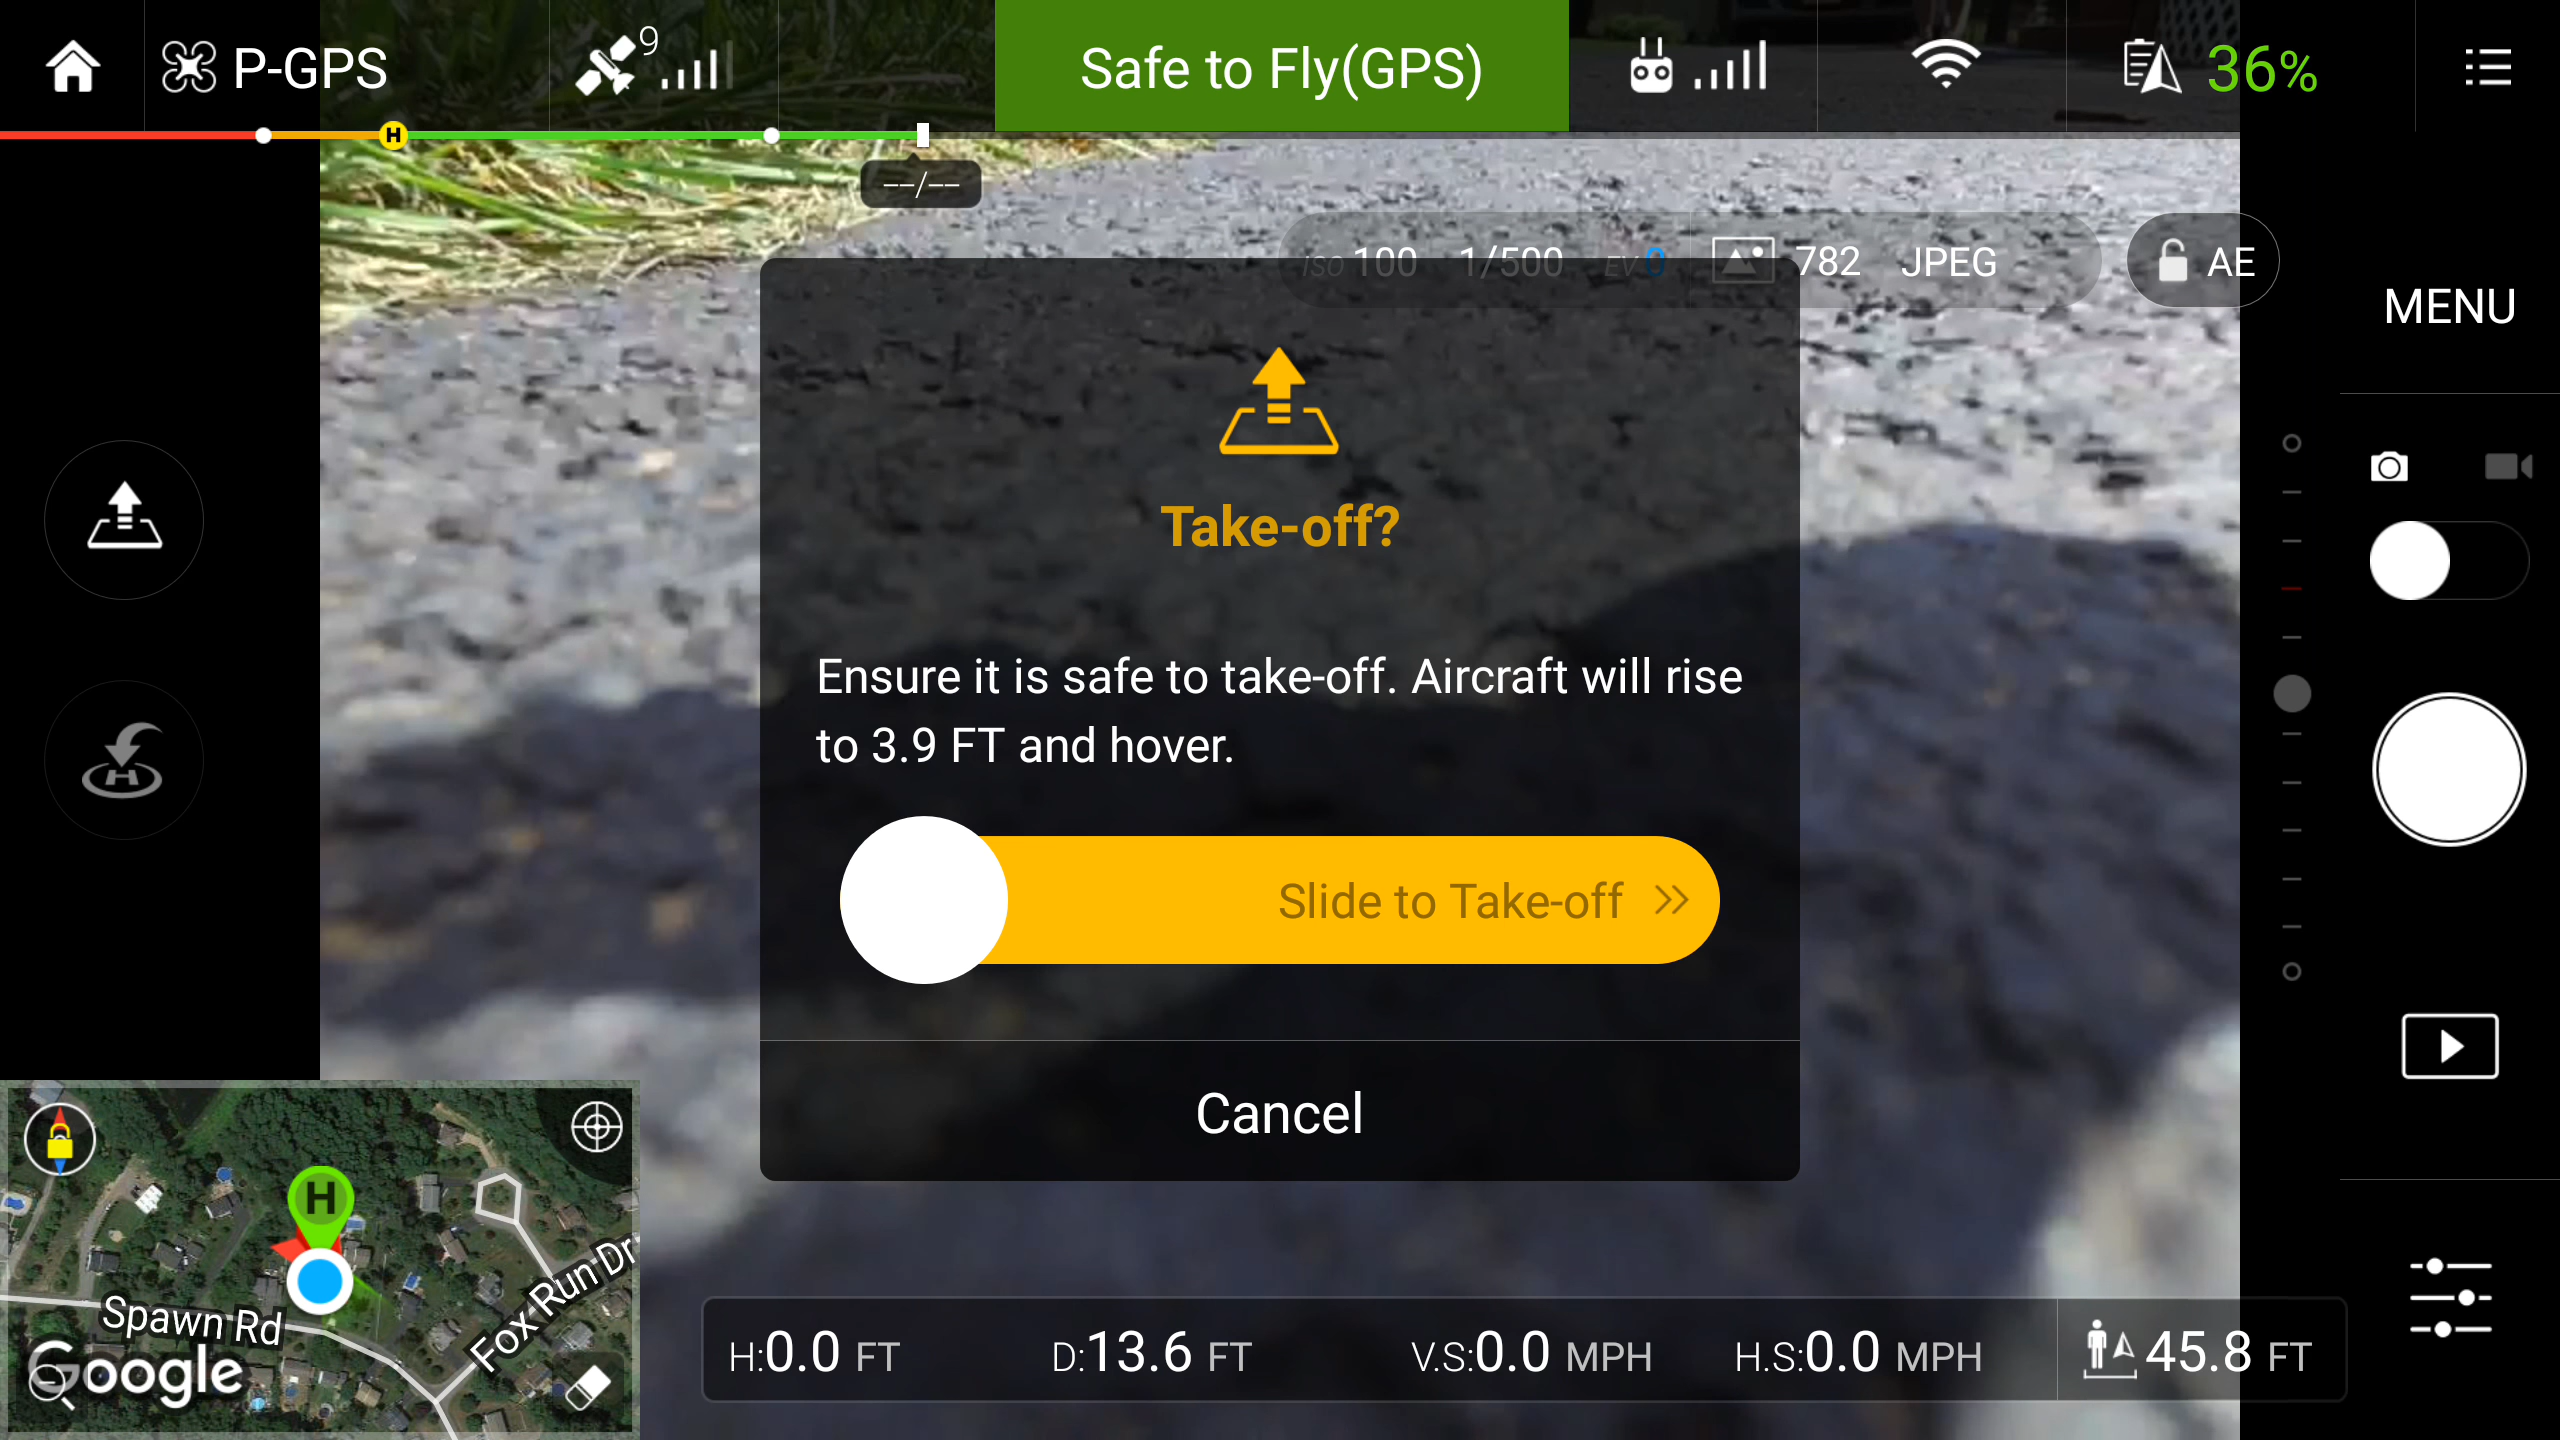 P-GPS
9
Safe to Fly(GPS)
36%
H
--/--
ISO 100 1/500 EV 0 782 JPEG
AE
MENU
Take-off?
Ensure it is safe to take-off. Aircraft will rise
to 3.9 FT and hover.
Slide to Take-off »
Cancel
H
Spawn Rd
Fox Run Dr
Google
H:0.0 FT D:13.6 FT V.S:0.0 MPH H.S:0.0 MPH 45.8 FT